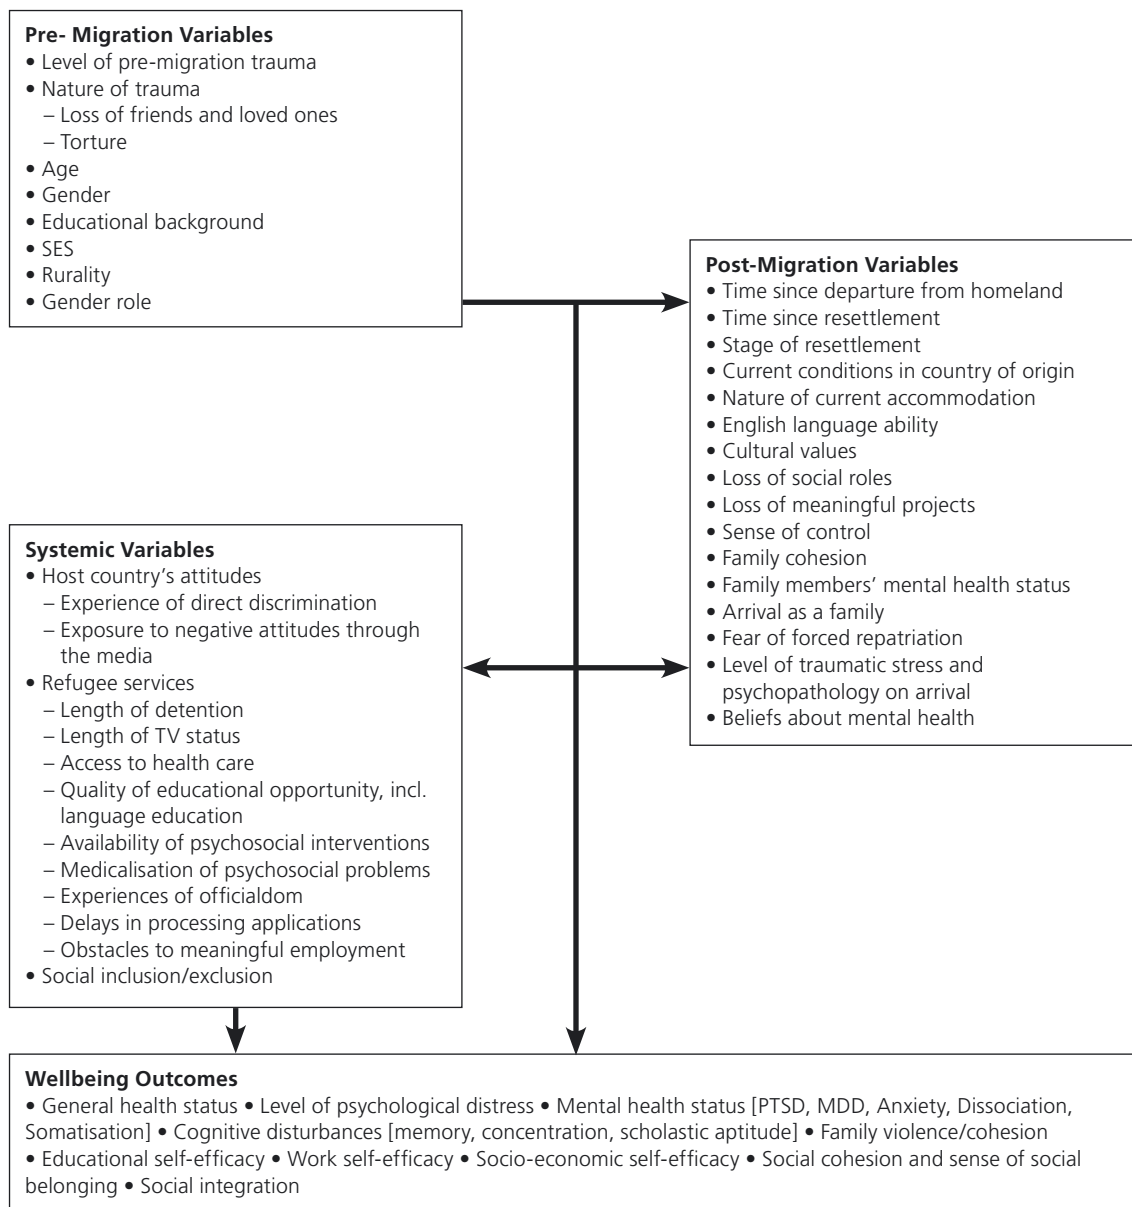 Pre- Migration Variables
• Level of pre-migration trauma
• Nature of trauma
– Loss of friends and loved ones
– Torture
• Age
• Gender
• Educational background
• SES
• Rurality
• Gender role
Post-Migration Variables
• Time since departure from homeland
• Time since resettlement
• Stage of resettlement
• Current conditions in country of origin
• Nature of current accommodation
• English language ability
• Cultural values
• Loss of social roles
• Loss of meaningful projects
• Sense of control
• Family cohesion
• Family members’ mental health status
• Arrival as a family
• Fear of forced repatriation
• Level of traumatic stress and
psychopathology on arrival
• Beliefs about mental health
Systemic Variables
• Host country’s attitudes
– Experience of direct discrimination
– Exposure to negative attitudes through
the media
• Refugee services
– Length of detention
– Length of TV status
– Access to health care
– Quality of educational opportunity, incl.
language education
– Availability of psychosocial interventions
– Medicalisation of psychosocial problems
– Experiences of officialdom
– Delays in processing applications
– Obstacles to meaningful employment
• Social inclusion/exclusion
Wellbeing Outcomes
• General health status • Level of psychological distress • Mental health status [PTSD, MDD, Anxiety, Dissociation,
Somatisation] • Cognitive disturbances [memory, concentration, scholastic aptitude] • Family violence/cohesion
• Educational self-efficacy • Work self-efficacy • Socio-economic self-efficacy • Social cohesion and sense of social
belonging • Social integration